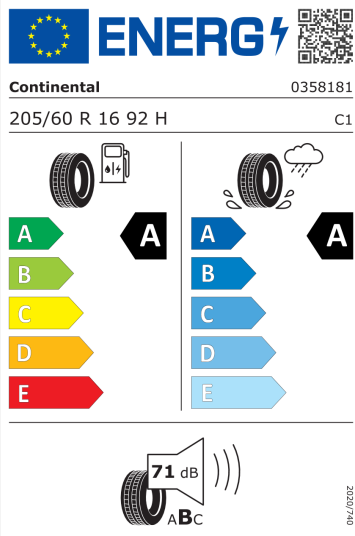 ENERG
Continental 0358181
205/60 R 16 92 H C1
A A A A
B B
C C
D D
E E
71 dB
ABC
2020/740